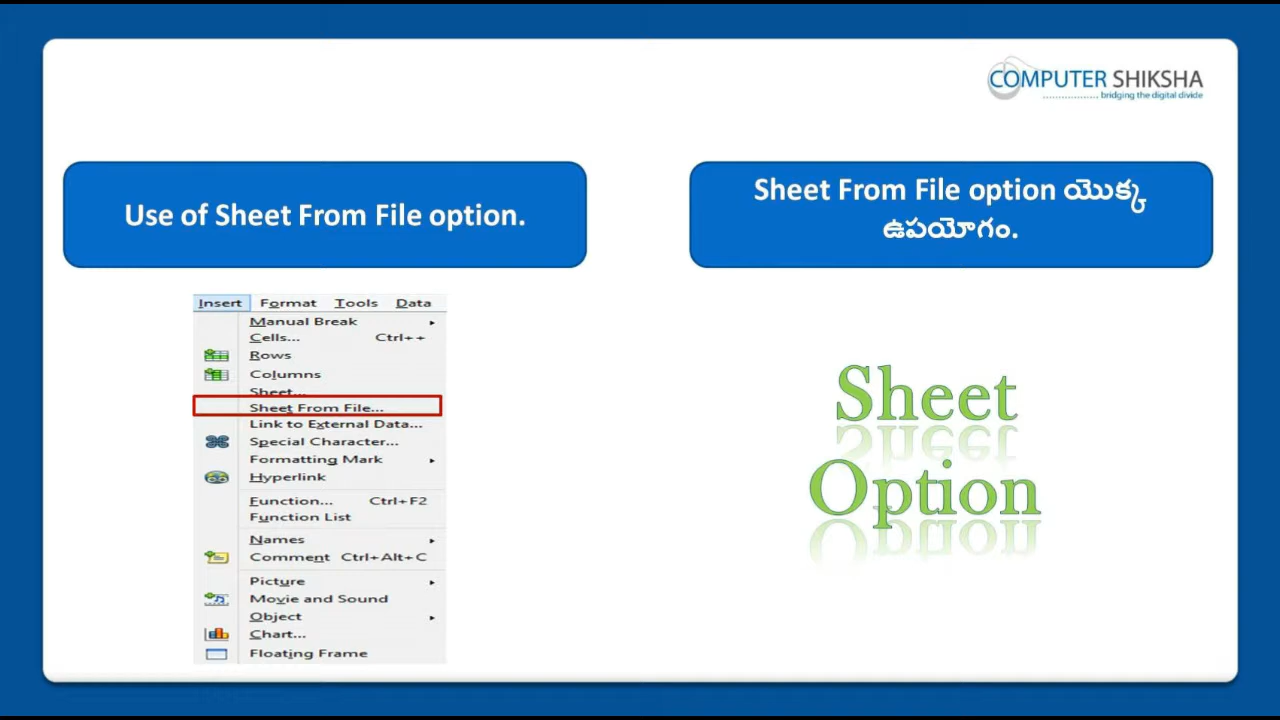 COMPUTER SHIKSHA
bridging the digital divide
Use of Sheet From File option.
Sheet From File option యొక్క
ఉపయోగం.
Insert Format Tools Data
Manual Break
Cells... Ctrl++
Rows
Columns
Sheet...
Sheet From File...
Link to External Data...
Special Character...
Formatting Mark
Hyperlink
Function... Ctrl+F2
Function List
Names
Comment Ctrl+Alt+C
Picture
Movie and Sound
Object
Chart...
Floating Frame
Sheet
Option